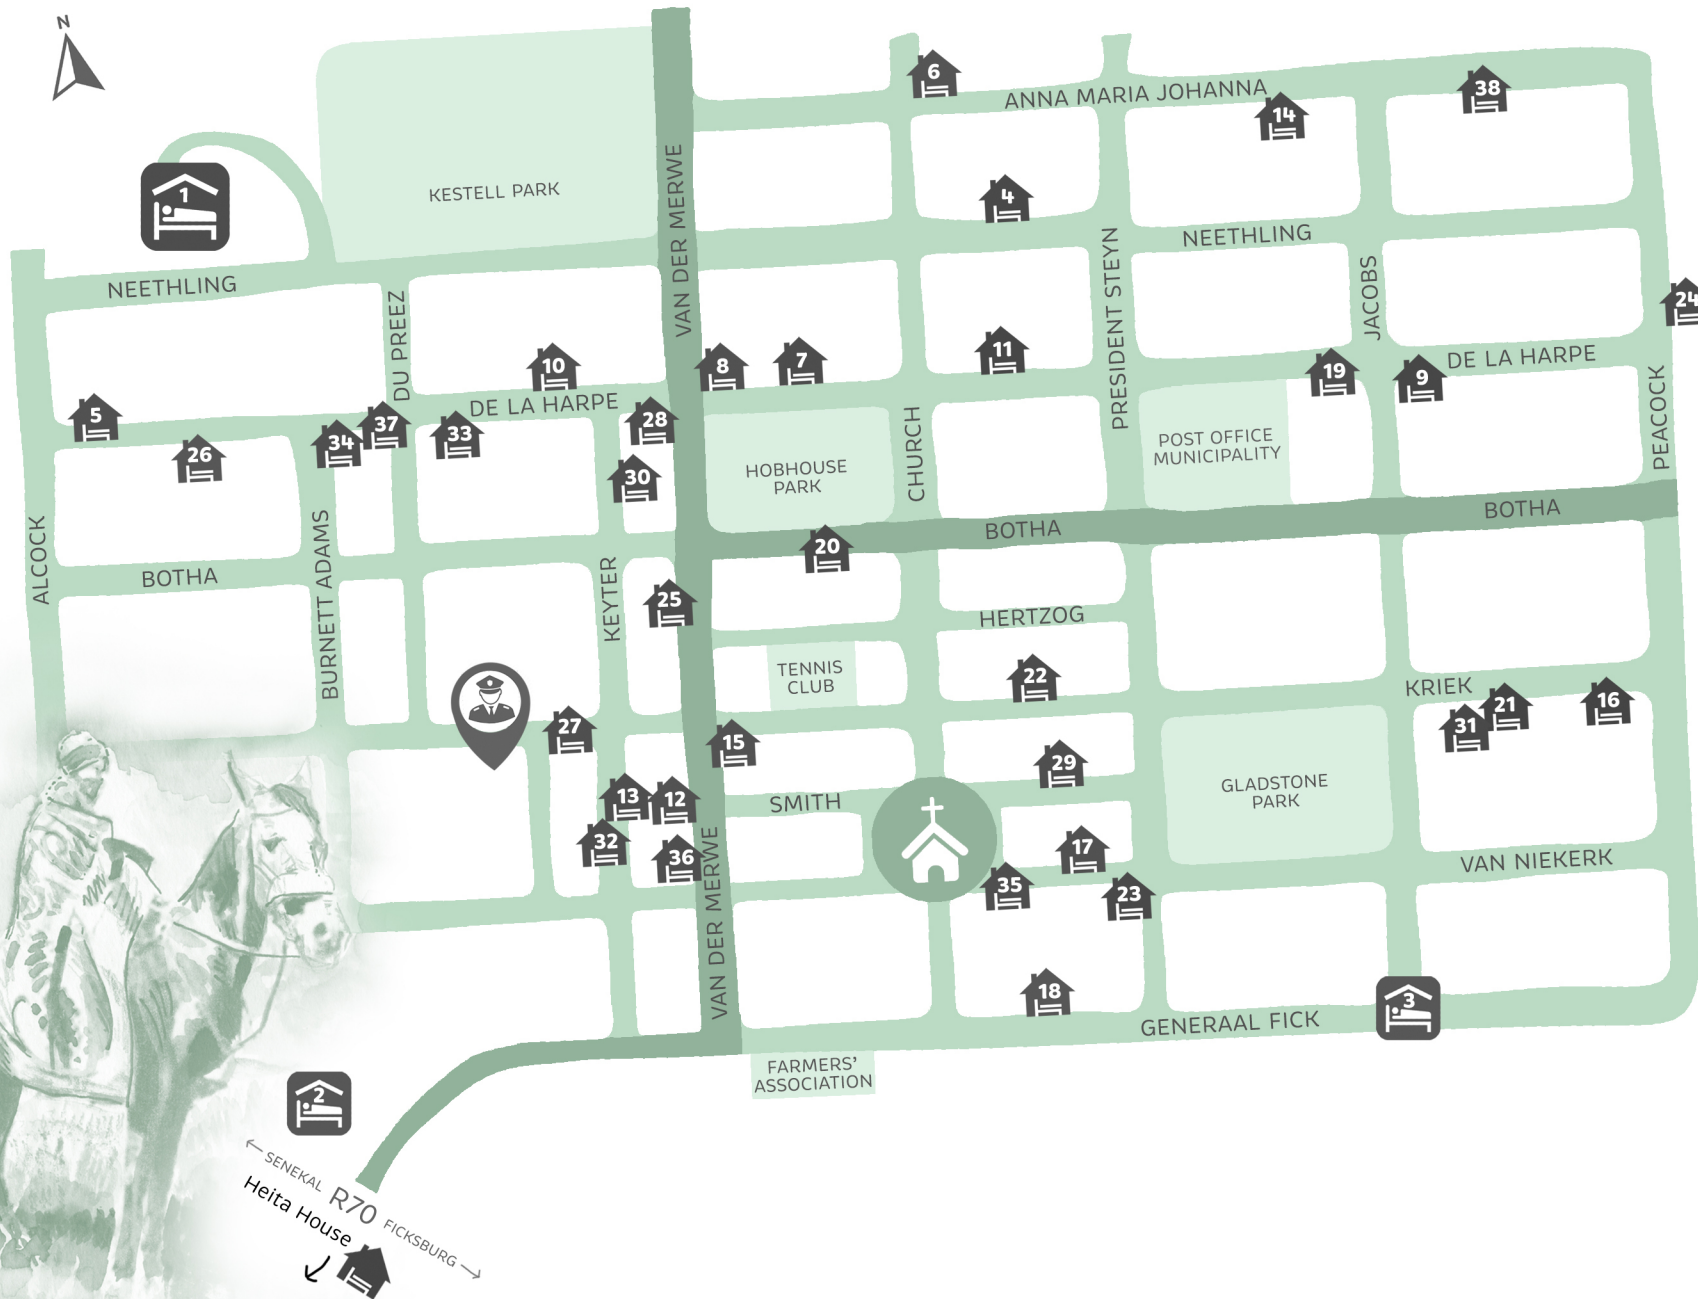 N
6
ANNA MARIA JOHANNA
38
14
KESTELL PARK
1
4
VAN DER MERWE
NEETHLING
PRESIDENT STEYN
JACOBS
NEETHLING
24
DU PREEZ
10
8
7
11
19
9
DE LA HARPE
PEACOCK
DE LA HARPE
5
37
34
33
28
26
30
HOBHOUSE
PARK
CHURCH
POST OFFICE
MUNICIPALITY
BOTHA
BOTHA
20
ALCOCK
BURNETT ADAMS
BOTHA
KEYTER
25
HERTZOG
TENNIS
CLUB
22
KRIEK
21
16
31
27
15
29
GLADSTONE
PARK
13
12
SMITH
32
36
17
VAN NIEKERK
35
23
VAN DER MERWE
18
3
GENERAAL FICK
FARMERS’
ASSOCIATION
2
← SENEKAL R70 FICKSBURG →
Heita House